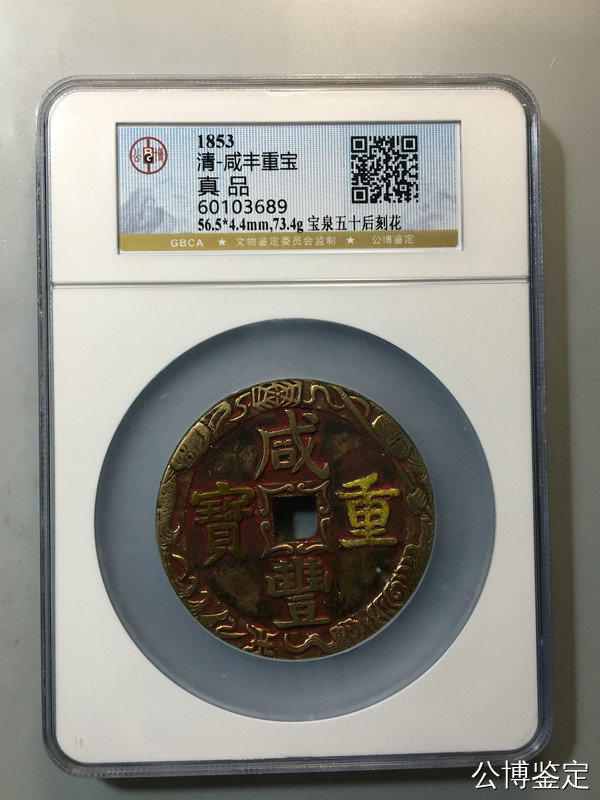 1853
清-咸丰重宝
真品
60103689
56.5*4.4mm,73.4g 宝泉五十后刻花
GBCA ★ 文物鉴定委员会监制 ★ 公博鉴定
咸
寶 重
豐
公博鉴定